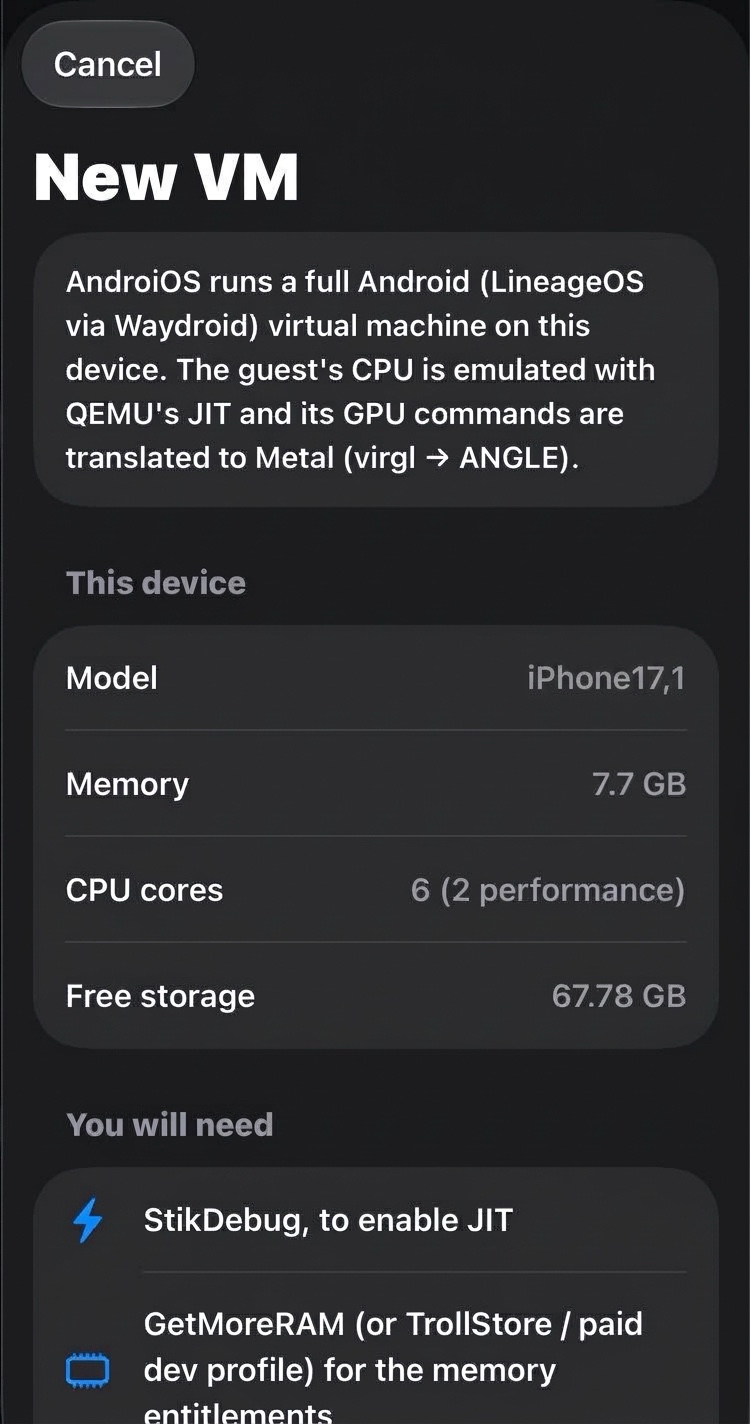 Cancel
New VM
AndroiOS runs a full Android (LineageOS
via Waydroid) virtual machine on this
device. The guest's CPU is emulated with
QEMU's JIT and its GPU commands are
translated to Metal (virgl → ANGLE).
This device
Model iPhone17,1
Memory 7.7 GB
CPU cores 6 (2 performance)
Free storage 67.78 GB
You will need
StikDebug, to enable JIT
GetMoreRAM (or TrollStore / paid
dev profile) for the memory
entitlements